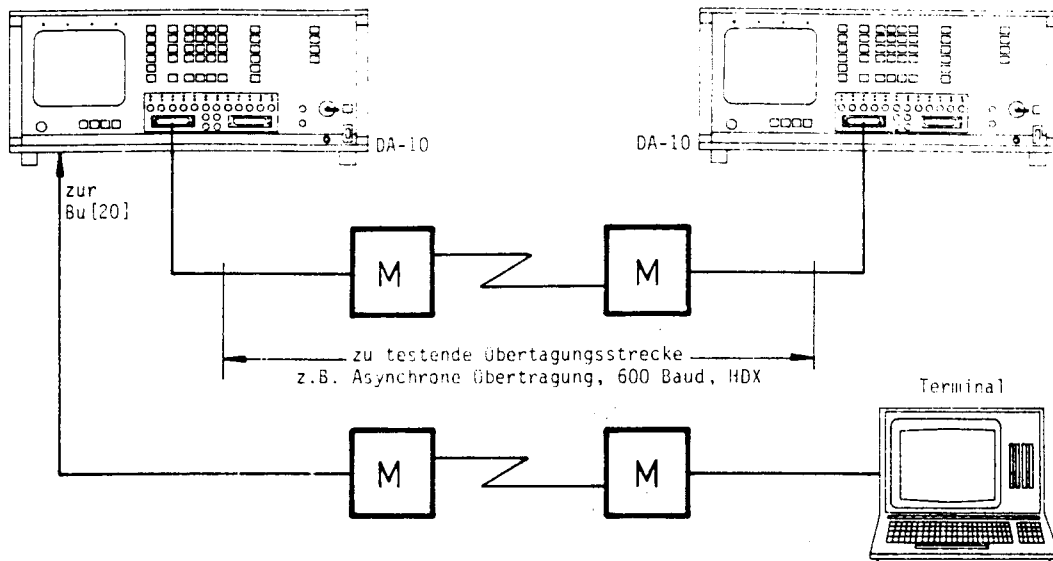 DA-10
DA-10
zur
Bu[20]
M
M
zu testende Übertagungsstrecke
z.B. Asynchrone Übertragung, 600 Baud, HDX
Terminal
M
M